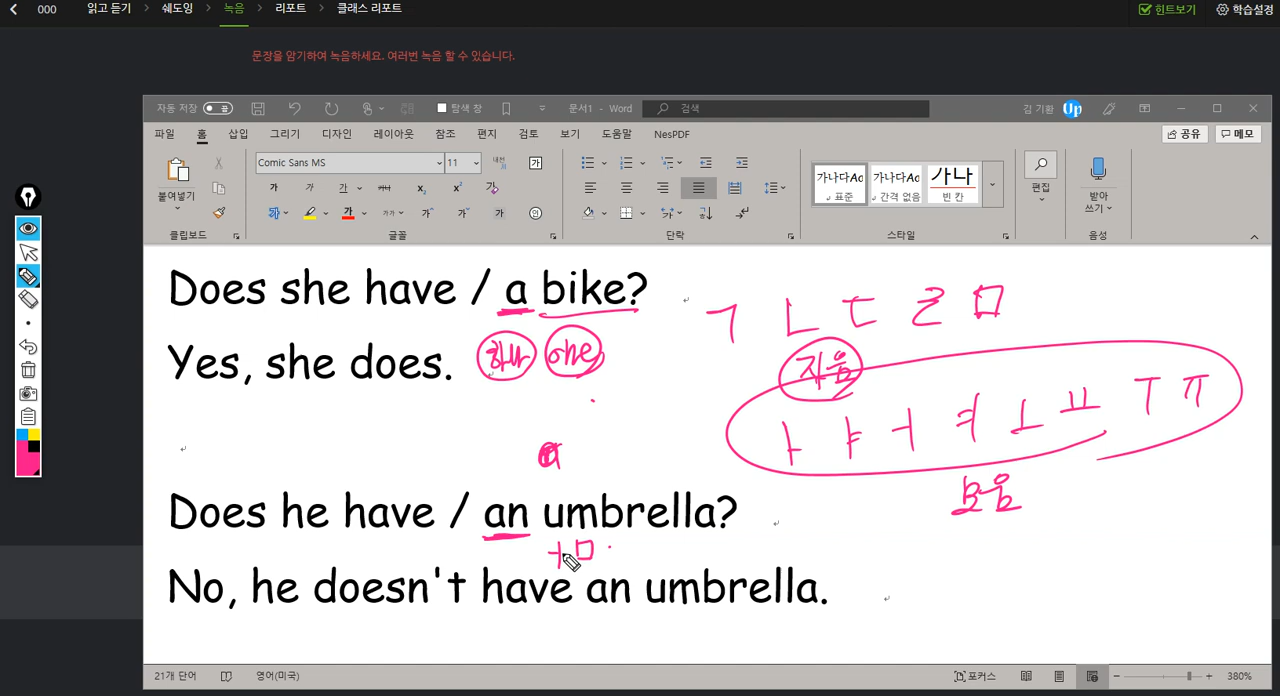 000 읽고 듣기 쉐도잉 녹음 리포트 클래스 리포트 힌트보기 학습설정
문장을 암기하여 녹음하세요. 여러번 녹음 할 수 있습니다.
자동 저장 탐색 창 문서1 - Word 검색 김 기환 Up
파일 홈 삽입 그리기 디자인 레이아웃 참조 편지 검토 보기 도움말 NesPDF 공유 메모
붙여넣기 Comic Sans MS 11 가나다AaC 표준 가나다AaC 간격 없음 가나 빈 칸 편집 받아쓰기
클립보드 글꼴 단락 스타일 음성
Does she have / a bike?
ㄱ ㄴ ㄷ ㄹ ㅁ
Yes, she does.
하나 one
자음
ㅏ ㅑ ㅓ ㅕ ㅗ ㅛ ㅜ ㅠ
a
모음
Does he have / an umbrella?
ㅓㅁ
No, he doesn't have an umbrella.
21개 단어 영어(미국) 포커스 380%